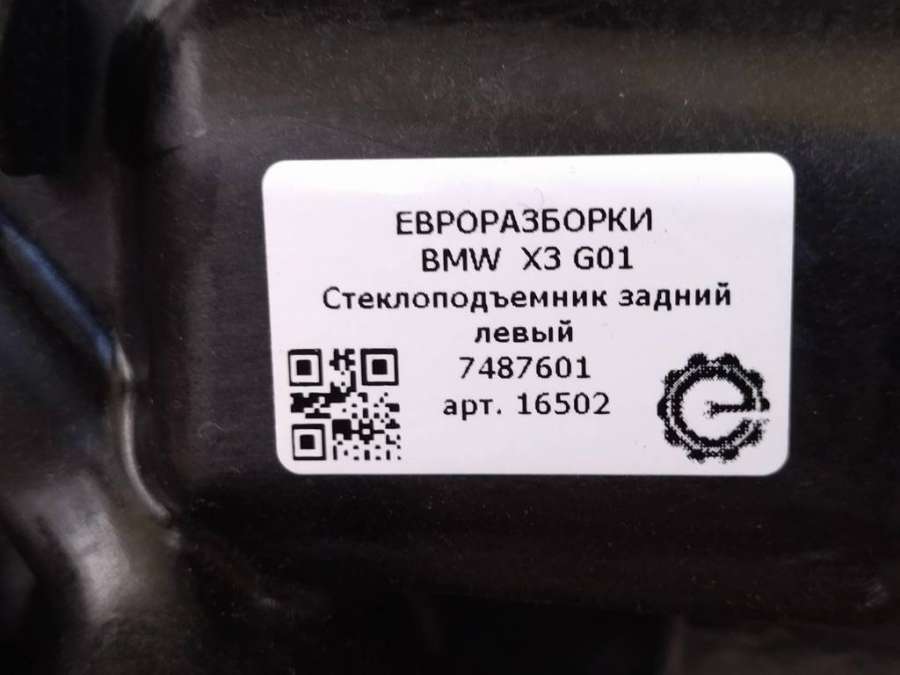 ЕВРОРАЗБОРКИ
BMW X3 G01
Стеклоподъемник задний
левый
7487601
арт. 16502